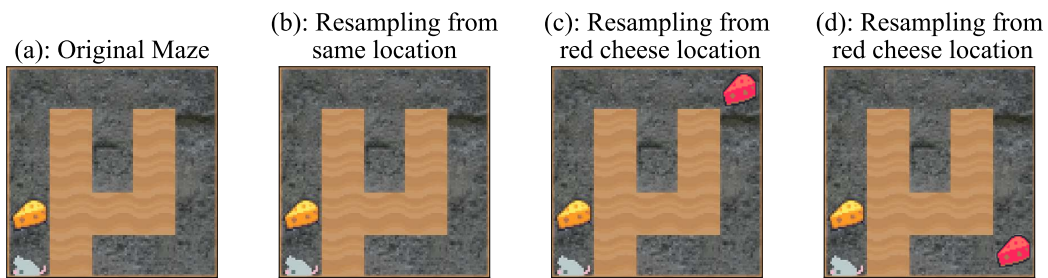 (a): Original Maze
(b): Resampling from
same location
(c): Resampling from
red cheese location
(d): Resampling from
red cheese location